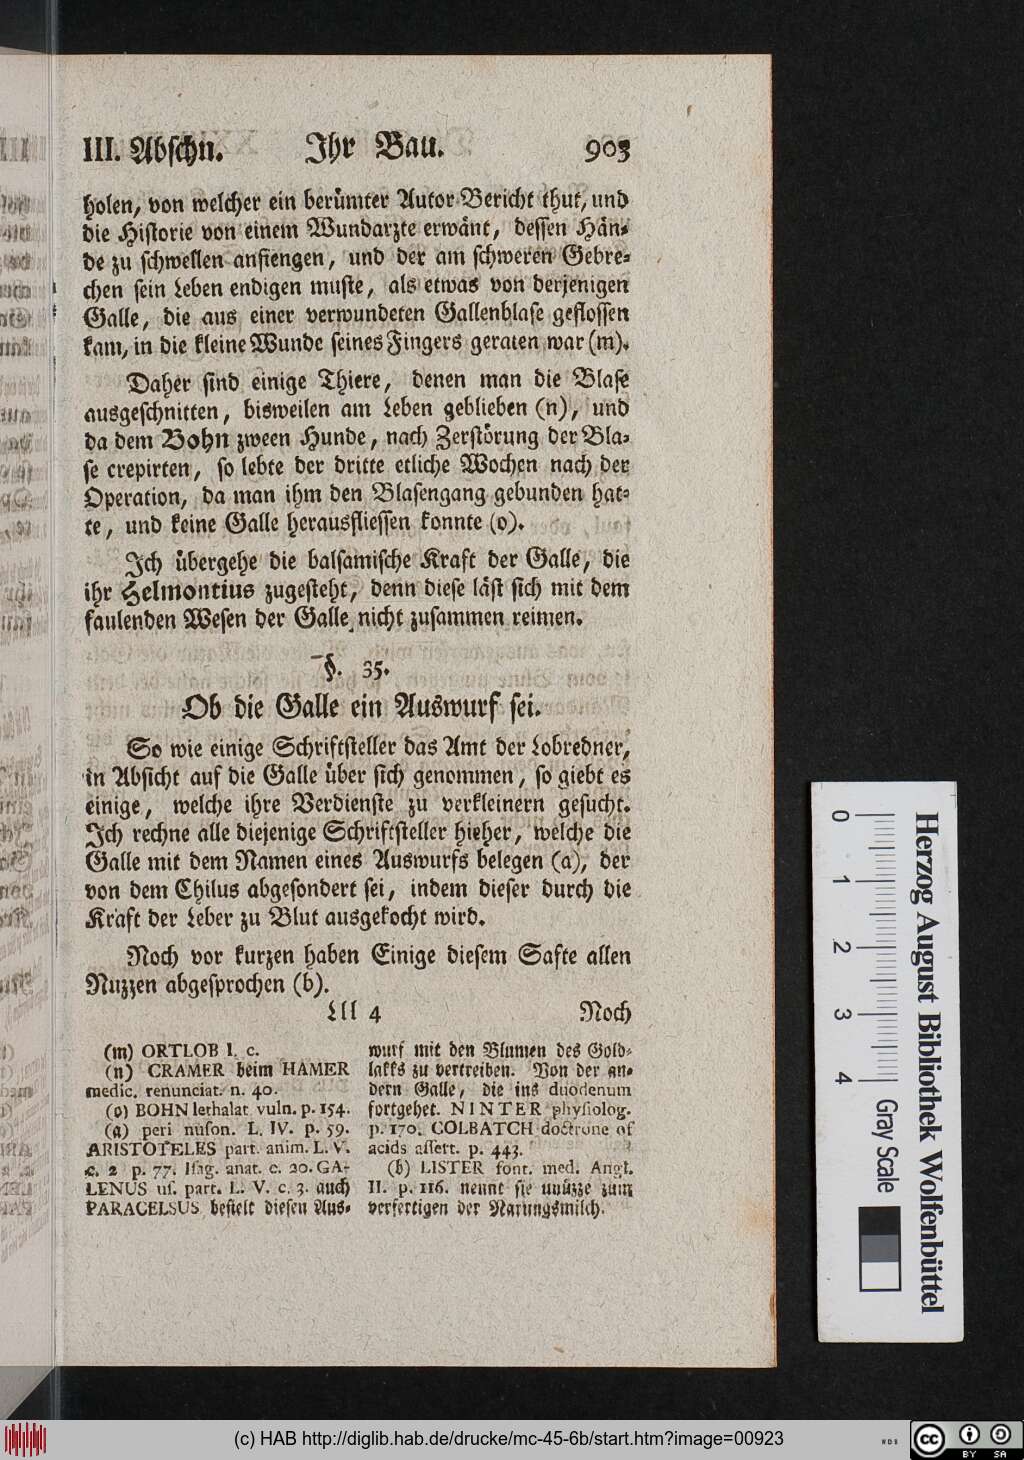 III. Abschn. Ihr Bau. 903
holen, von welcher ein berümter Autor Bericht thut, und
die Historie von einem Wundarzte erwänt, dessen Hän-
de zu schwellen anfiengen, und der am schweren Gebre-
chen sein Leben endigen muste, als etwas von derjenigen
Galle, die aus einer verwundeten Gallenblase geflossen
kam, in die kleine Wunde seines Fingers geraten war (m).
Daher sind einige Thiere, denen man die Blase
ausgeschnitten, bisweilen am Leben geblieben (n), und
da dem Bohn zween Hunde, nach Zerstörung der Bla-
se crepirten, so lebte der dritte etliche Wochen nach der
Operation, da man ihm den Blasengang gebunden hat-
te, und keine Galle herausfliessen konnte (o).
Ich übergehe die balsamische Kraft der Galle, die
ihr Helmontius zugesteht, denn diese läst sich mit dem
faulenden Wesen der Galle nicht zusammen reimen.
§. 35.
Ob die Galle ein Auswurf sei.
So wie einige Schriftsteller das Amt der Lobredner,
in Absicht auf die Galle über sich genommen, so giebt es
einige, welche ihre Verdienste zu verkleinern gesucht.
Ich rechne alle diejenige Schriftsteller hieher, welche die
Galle mit dem Namen eines Auswurfs belegen (a), der
von dem Chilus abgesondert sei, indem dieser durch die
Kraft der Leber zu Blut ausgekocht wird.
Noch vor kurzen haben Einige diesem Safte allen
Nuzzen abgesprochen (b).
Lll 4 Noch
(m) ORTLOB l. c.
(n) CRAMER beim HAMER
medic. renunciat. n. 40.
(o) BOHN lethalat. vuln. p. 154.
(a) peri nuson. L. IV. p. 59.
ARISTOTELES part. anim. L. V.
c. 2 p. 77. Isag. anat. c. 20. GA-
LENUS us. part. L. V. c. 3. auch
PARACELSUS bestelt diesen Aus-
wurf mit den Blumen des Gold-
lakks zu vertreiben. Von der an-
dern Galle, die ins duodenum
fortgehet. NINTER physiolog.
p. 170. COLBATCH doctrone of
acids assert. p. 443.
(b) LISTER font. med. Angl.
II. p. 116. nennt sie unüzze zum
verfertigen der Narungsmilch.
0 1 2 3 4 Gray Scale
Herzog August Bibliothek Wolfenbüttel
(c) HAB http://diglib.hab.de/drucke/mc-45-6b/start.htm?image=00923
cc BY SA